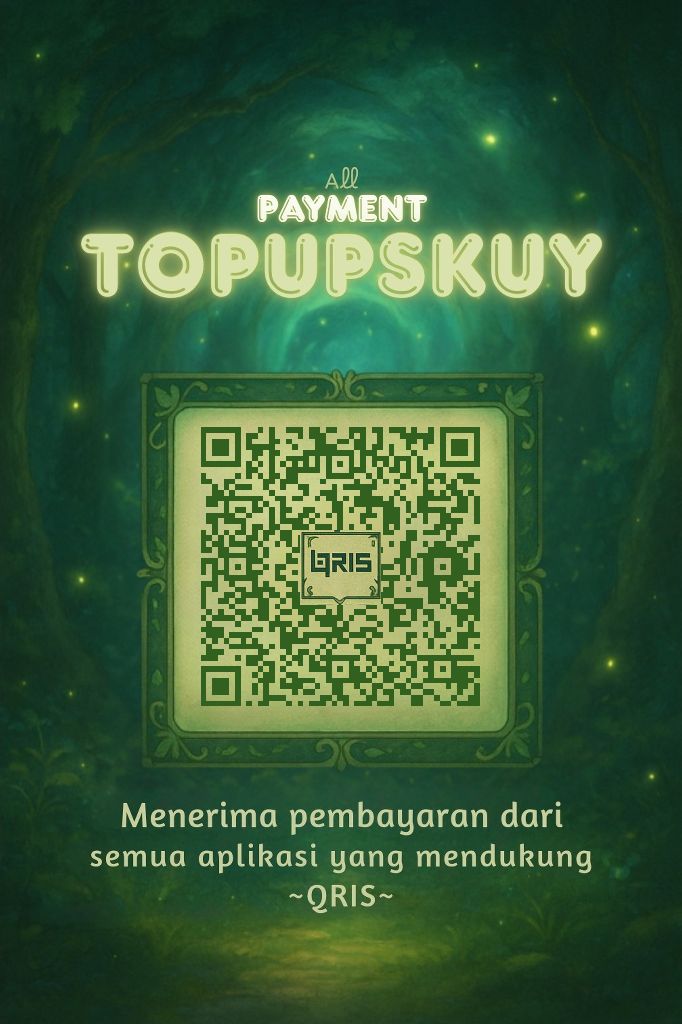 All
PAYMENT
TOPUPSKUY
QRIS
Menerima pembayaran dari
semua aplikasi yang mendukung
~QRIS~